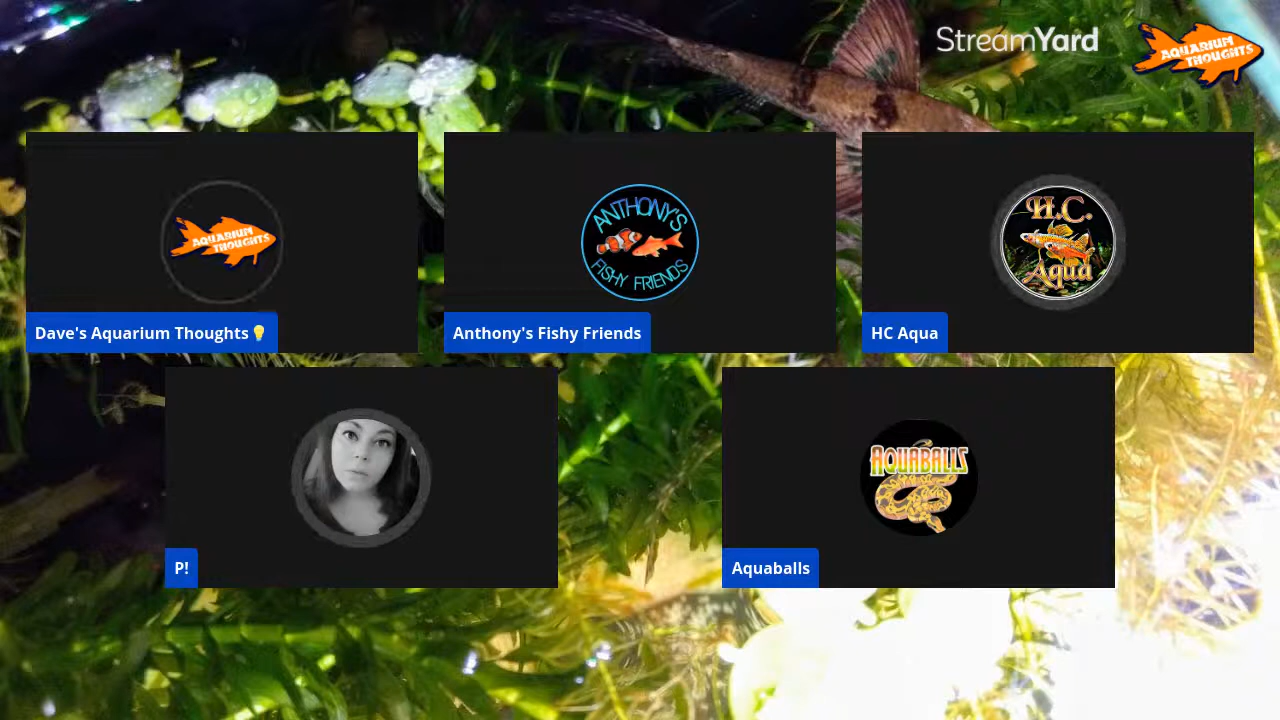 StreamYard
AQUARIUM
THOUGHTS
AQUARIUM
THOUGHTS
Dave's Aquarium Thoughts💡
ANTHONY'S
FISHY FRIENDS
Anthony's Fishy Friends
H.C.
Aqua
HC Aqua
P!
AQUABALLS
Aquaballs